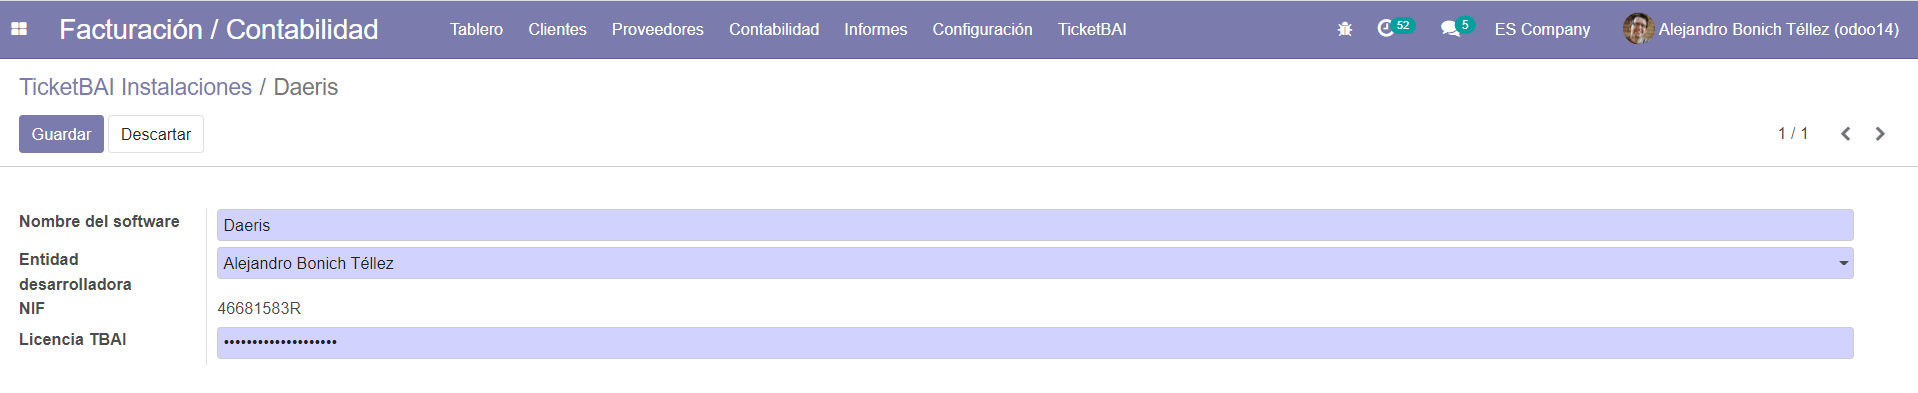 Facturación / Contabilidad Tablero Clientes Proveedores Contabilidad Informes Configuración TicketBAI 52 5 ES Company Alejandro Bonich Téllez (odoo14)
TicketBAI Instalaciones / Daeris
Guardar Descartar 1 / 1
Nombre del software Daeris
Entidad desarrolladora Alejandro Bonich Téllez
NIF 46681583R
Licencia TBAI ••••••••••••••••••••